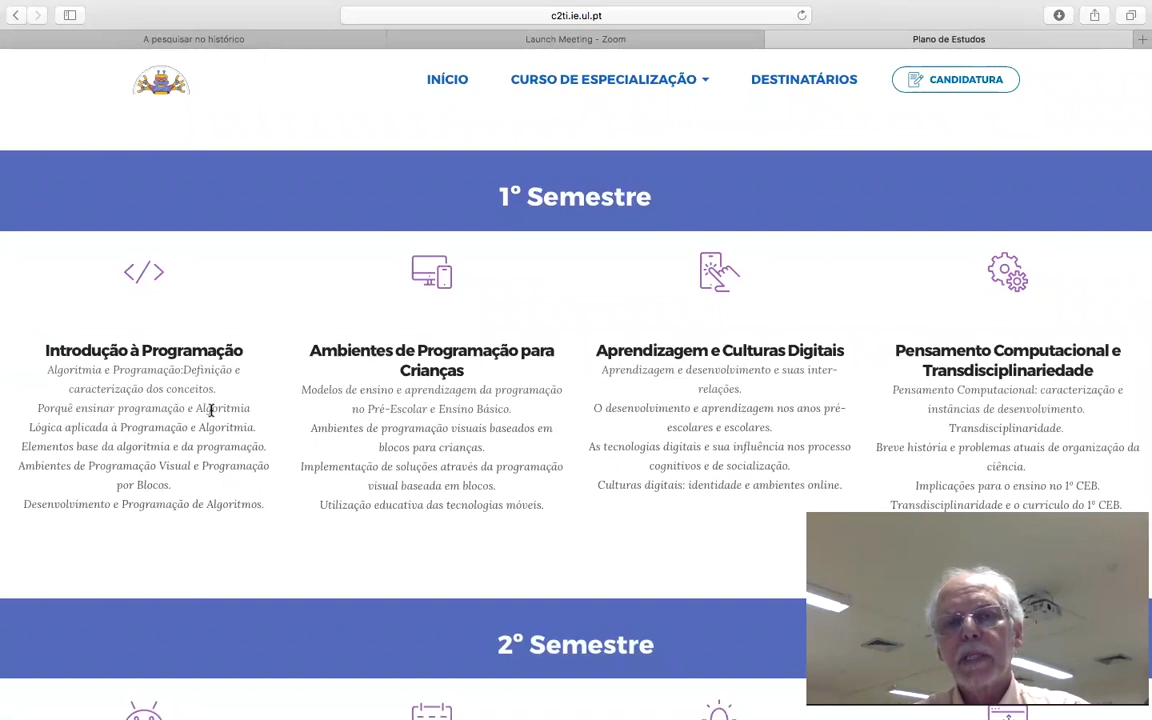 c2ti.ie.ul.pt
A pesquisar no histórico
Launch Meeting - Zoom
Plano de Estudos
INÍCIO
CURSO DE ESPECIALIZAÇÃO
DESTINATÁRIOS
CANDIDATURA
1º Semestre
Introdução à Programação
Algoritmia e Programação:Definição e
caracterização dos conceitos.
Porquê ensinar programação e Algoritmia
Lógica aplicada à Programação e Algoritmia.
Elementos base da algoritmia e da programação.
Ambientes de Programação Visual e Programação
por Blocos.
Desenvolvimento e Programação de Algoritmos.
Ambientes de Programação para
Crianças
Modelos de ensino e aprendizagem da programação
no Pré-Escolar e Ensino Básico.
Ambientes de programação visuais baseados em
blocos para crianças.
Implementação de soluções através da programação
visual baseada em blocos.
Utilização educativa das tecnologias móveis.
Aprendizagem e Culturas Digitais
Aprendizagem e desenvolvimento e suas inter-
relações.
O desenvolvimento e aprendizagem nos anos pré-
escolares e escolares.
As tecnologias digitais e sua influência nos processo
cognitivos e de socialização.
Culturas digitais: identidade e ambientes online.
Pensamento Computacional e
Transdisciplinariedade
Pensamento Computacional: caracterização e
instâncias de desenvolvimento.
Transdisciplinaridade.
Breve história e problemas atuais de organização da
ciência.
Implicações para o ensino no 1º CEB.
Transdisciplinaridade e o currículo do 1º CEB.
2º Semestre